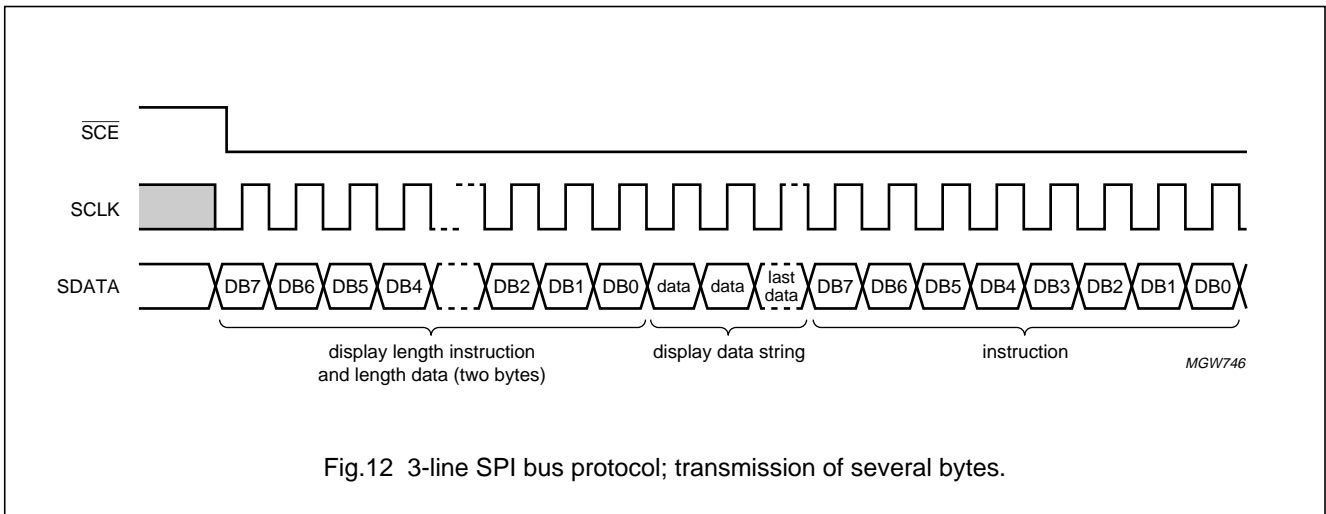 SCE
SCLK
SDATA DB7 DB6 DB5 DB4 DB2 DB1 DB0 data data last data DB7 DB6 DB5 DB4 DB3 DB2 DB1 DB0
display length instruction
and length data (two bytes)
display data string
instruction
MGW746
Fig.12 3-line SPI bus protocol; transmission of several bytes.